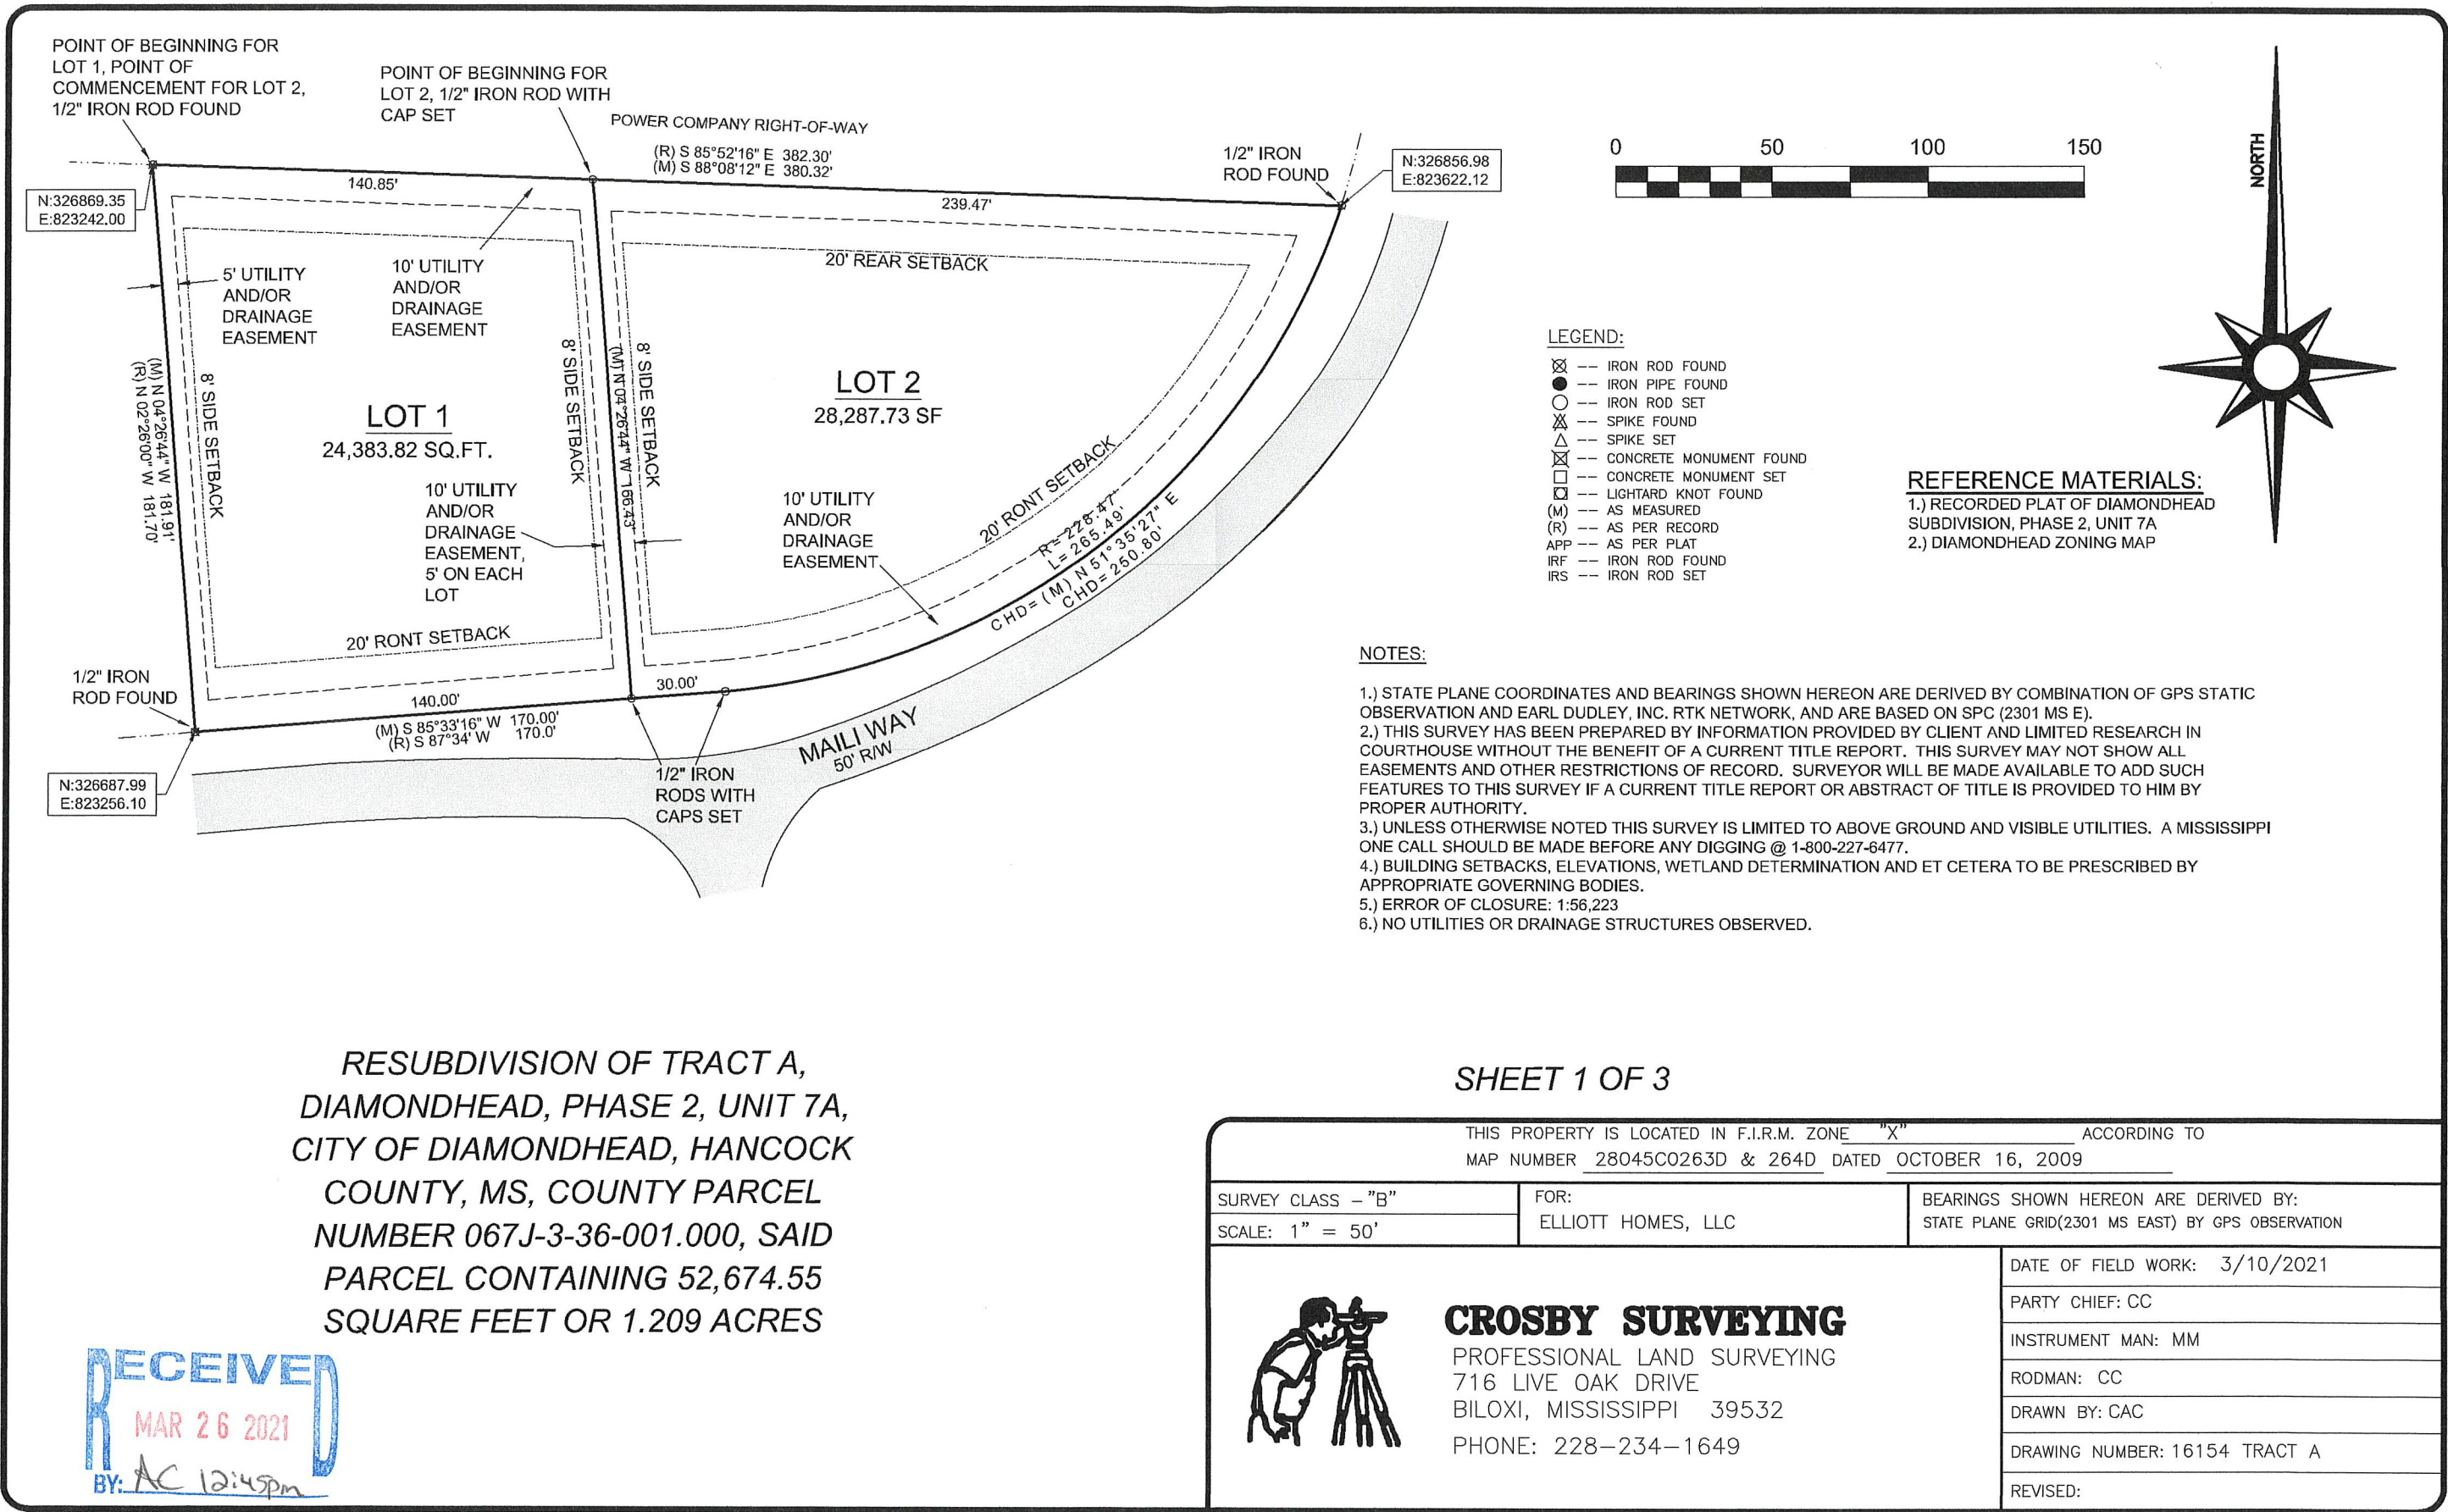 POINT OF BEGINNING FOR
LOT 1, POINT OF
COMMENCEMENT FOR LOT 2,
1/2" IRON ROD FOUND
POINT OF BEGINNING FOR
LOT 2, 1/2" IRON ROD WITH
CAP SET
POWER COMPANY RIGHT-OF-WAY
(R) S 85°52'16" E 382.30'
(M) S 88°08'12" E 380.32'
1/2" IRON
ROD FOUND
N:326856.98
E:823622.12
N:326869.35
E:823242.00
140.85'
239.47'
5' UTILITY
AND/OR
DRAINAGE
EASEMENT
10' UTILITY
AND/OR
DRAINAGE
EASEMENT
20' REAR SETBACK
(M) N 04°26'44" W 181.91'
(R) N 02°26'00" W 181.70'
8' SIDE SETBACK
LOT 1
24,383.82 SQ.FT.
8' SIDE SETBACK
(M) N 04°26'44" W 166.43'
8' SIDE SETBACK
LOT 2
28,287.73 SF
10' UTILITY
AND/OR
DRAINAGE
EASEMENT,
5' ON EACH
LOT
10' UTILITY
AND/OR
DRAINAGE
EASEMENT
20' RONT SETBACK
R= 228.47'
L= 265.49'
CHD= (M) N 51°35'27" E
CHD= 250.80'
20' RONT SETBACK
1/2" IRON
ROD FOUND
140.00'
30.00'
(M) S 85°33'16" W 170.00'
(R) S 87°34' W 170.0'
N:326687.99
E:823256.10
1/2" IRON
RODS WITH
CAPS SET
MAILI WAY
50' R/W
0 50 100 150
NORTH
LEGEND:
-- IRON ROD FOUND
-- IRON PIPE FOUND
-- IRON ROD SET
-- SPIKE FOUND
-- SPIKE SET
-- CONCRETE MONUMENT FOUND
-- CONCRETE MONUMENT SET
-- LIGHTARD KNOT FOUND
(M) -- AS MEASURED
(R) -- AS PER RECORD
APP -- AS PER PLAT
IRF -- IRON ROD FOUND
IRS -- IRON ROD SET
REFERENCE MATERIALS:
1.) RECORDED PLAT OF DIAMONDHEAD
SUBDIVISION, PHASE 2, UNIT 7A
2.) DIAMONDHEAD ZONING MAP
NOTES:
1.) STATE PLANE COORDINATES AND BEARINGS SHOWN HEREON ARE DERIVED BY COMBINATION OF GPS STATIC
OBSERVATION AND EARL DUDLEY, INC. RTK NETWORK, AND ARE BASED ON SPC (2301 MS E).
2.) THIS SURVEY HAS BEEN PREPARED BY INFORMATION PROVIDED BY CLIENT AND LIMITED RESEARCH IN
COURTHOUSE WITHOUT THE BENEFIT OF A CURRENT TITLE REPORT. THIS SURVEY MAY NOT SHOW ALL
EASEMENTS AND OTHER RESTRICTIONS OF RECORD. SURVEYOR WILL BE MADE AVAILABLE TO ADD SUCH
FEATURES TO THIS SURVEY IF A CURRENT TITLE REPORT OR ABSTRACT OF TITLE IS PROVIDED TO HIM BY
PROPER AUTHORITY.
3.) UNLESS OTHERWISE NOTED THIS SURVEY IS LIMITED TO ABOVE GROUND AND VISIBLE UTILITIES. A MISSISSIPPI
ONE CALL SHOULD BE MADE BEFORE ANY DIGGING @ 1-800-227-6477.
4.) BUILDING SETBACKS, ELEVATIONS, WETLAND DETERMINATION AND ET CETERA TO BE PRESCRIBED BY
APPROPRIATE GOVERNING BODIES.
5.) ERROR OF CLOSURE: 1:56,223
6.) NO UTILITIES OR DRAINAGE STRUCTURES OBSERVED.
RESUBDIVISION OF TRACT A,
DIAMONDHEAD, PHASE 2, UNIT 7A,
CITY OF DIAMONDHEAD, HANCOCK
COUNTY, MS, COUNTY PARCEL
NUMBER 067J-3-36-001.000, SAID
PARCEL CONTAINING 52,674.55
SQUARE FEET OR 1.209 ACRES
RECEIVED
MAR 26 2021
BY: AC 12:45pm
SHEET 1 OF 3
THIS PROPERTY IS LOCATED IN F.I.R.M. ZONE "X" ACCORDING TO
MAP NUMBER 28045C0263D & 264D DATED OCTOBER 16, 2009
SURVEY CLASS - "B"
SCALE: 1" = 50'
FOR:
ELLIOTT HOMES, LLC
BEARINGS SHOWN HEREON ARE DERIVED BY:
STATE PLANE GRID(2301 MS EAST) BY GPS OBSERVATION
CROSBY SURVEYING
PROFESSIONAL LAND SURVEYING
716 LIVE OAK DRIVE
BILOXI, MISSISSIPPI 39532
PHONE: 228-234-1649
DATE OF FIELD WORK: 3/10/2021
PARTY CHIEF: CC
INSTRUMENT MAN: MM
RODMAN: CC
DRAWN BY: CAC
DRAWING NUMBER: 16154 TRACT A
REVISED: